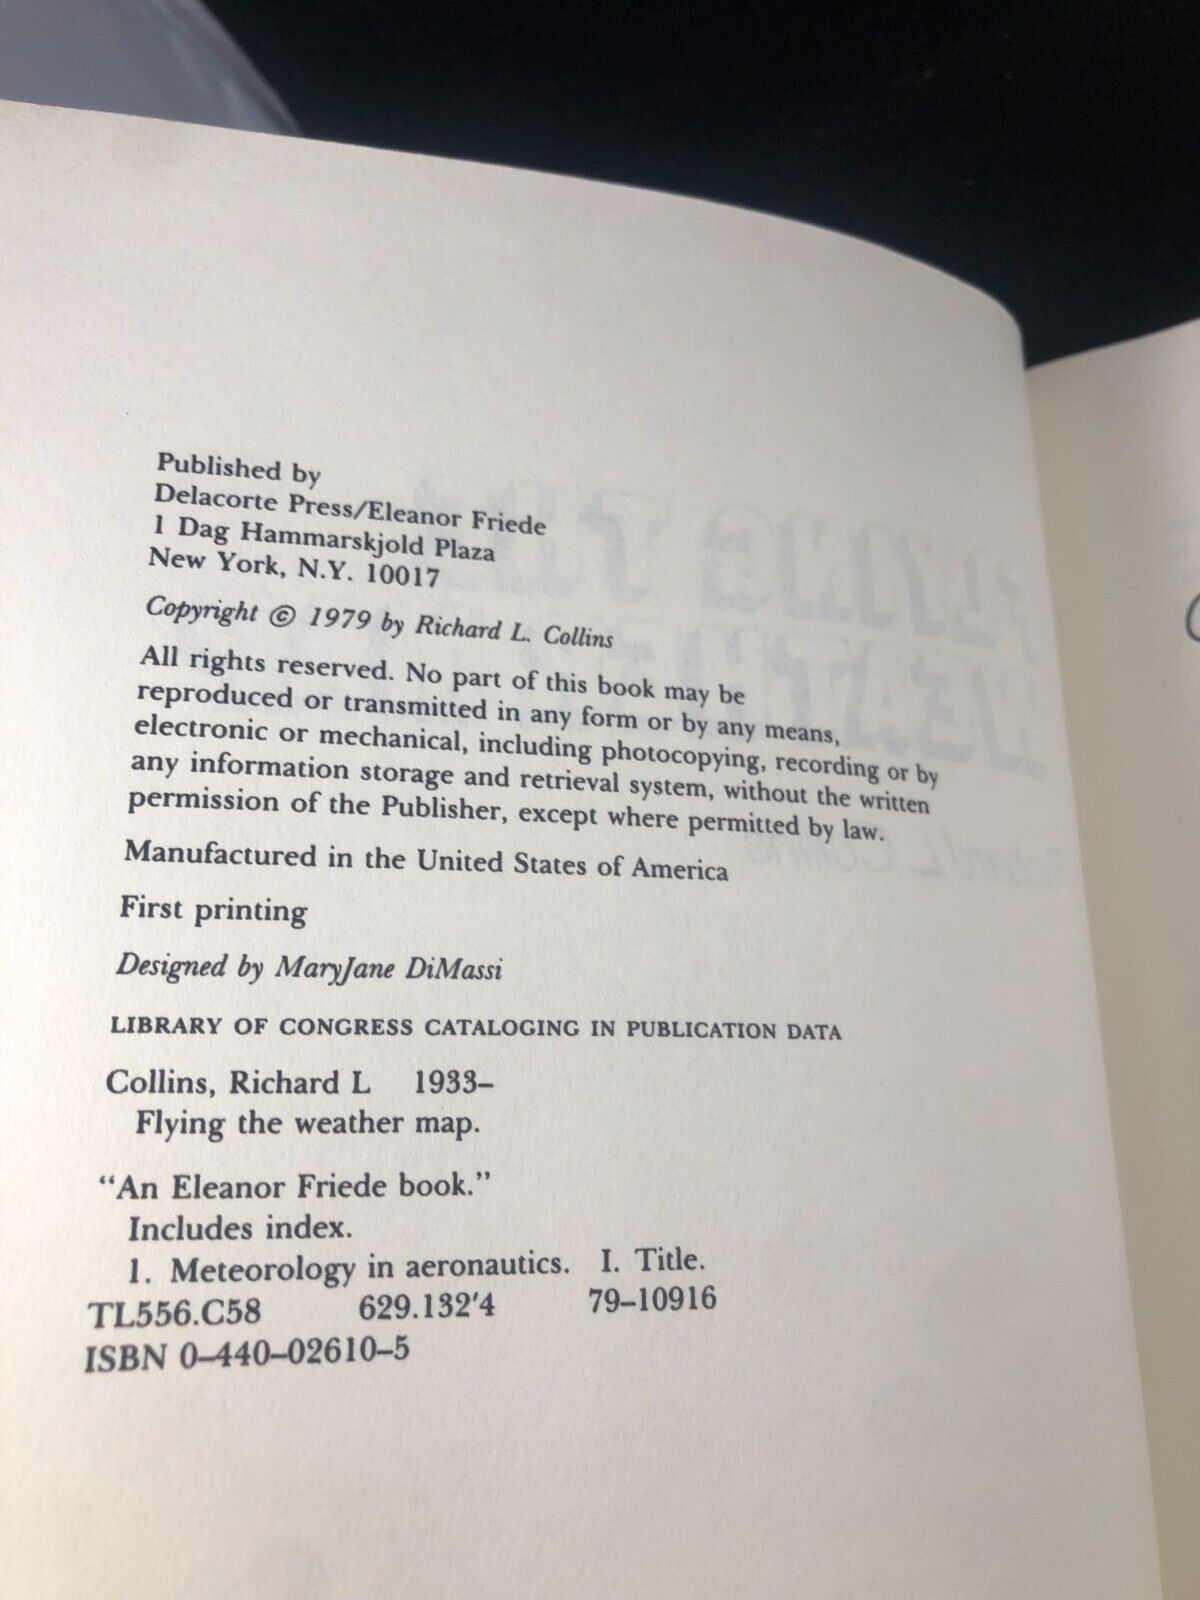 Published by
Delacorte Press/Eleanor Friede
1 Dag Hammarskjold Plaza
New York, N.Y. 10017
Copyright © 1979 by Richard L. Collins
All rights reserved. No part of this book may be
reproduced or transmitted in any form or by any means,
electronic or mechanical, including photocopying, recording or by
any information storage and retrieval system, without the written
permission of the Publisher, except where permitted by law.
Manufactured in the United States of America
First printing
Designed by MaryJane DiMassi
LIBRARY OF CONGRESS CATALOGING IN PUBLICATION DATA
Collins, Richard L 1933–
Flying the weather map.
“An Eleanor Friede book.”
Includes index.
1. Meteorology in aeronautics. I. Title.
TL556.C58 629.132′4 79–10916
ISBN 0–440–02610–5